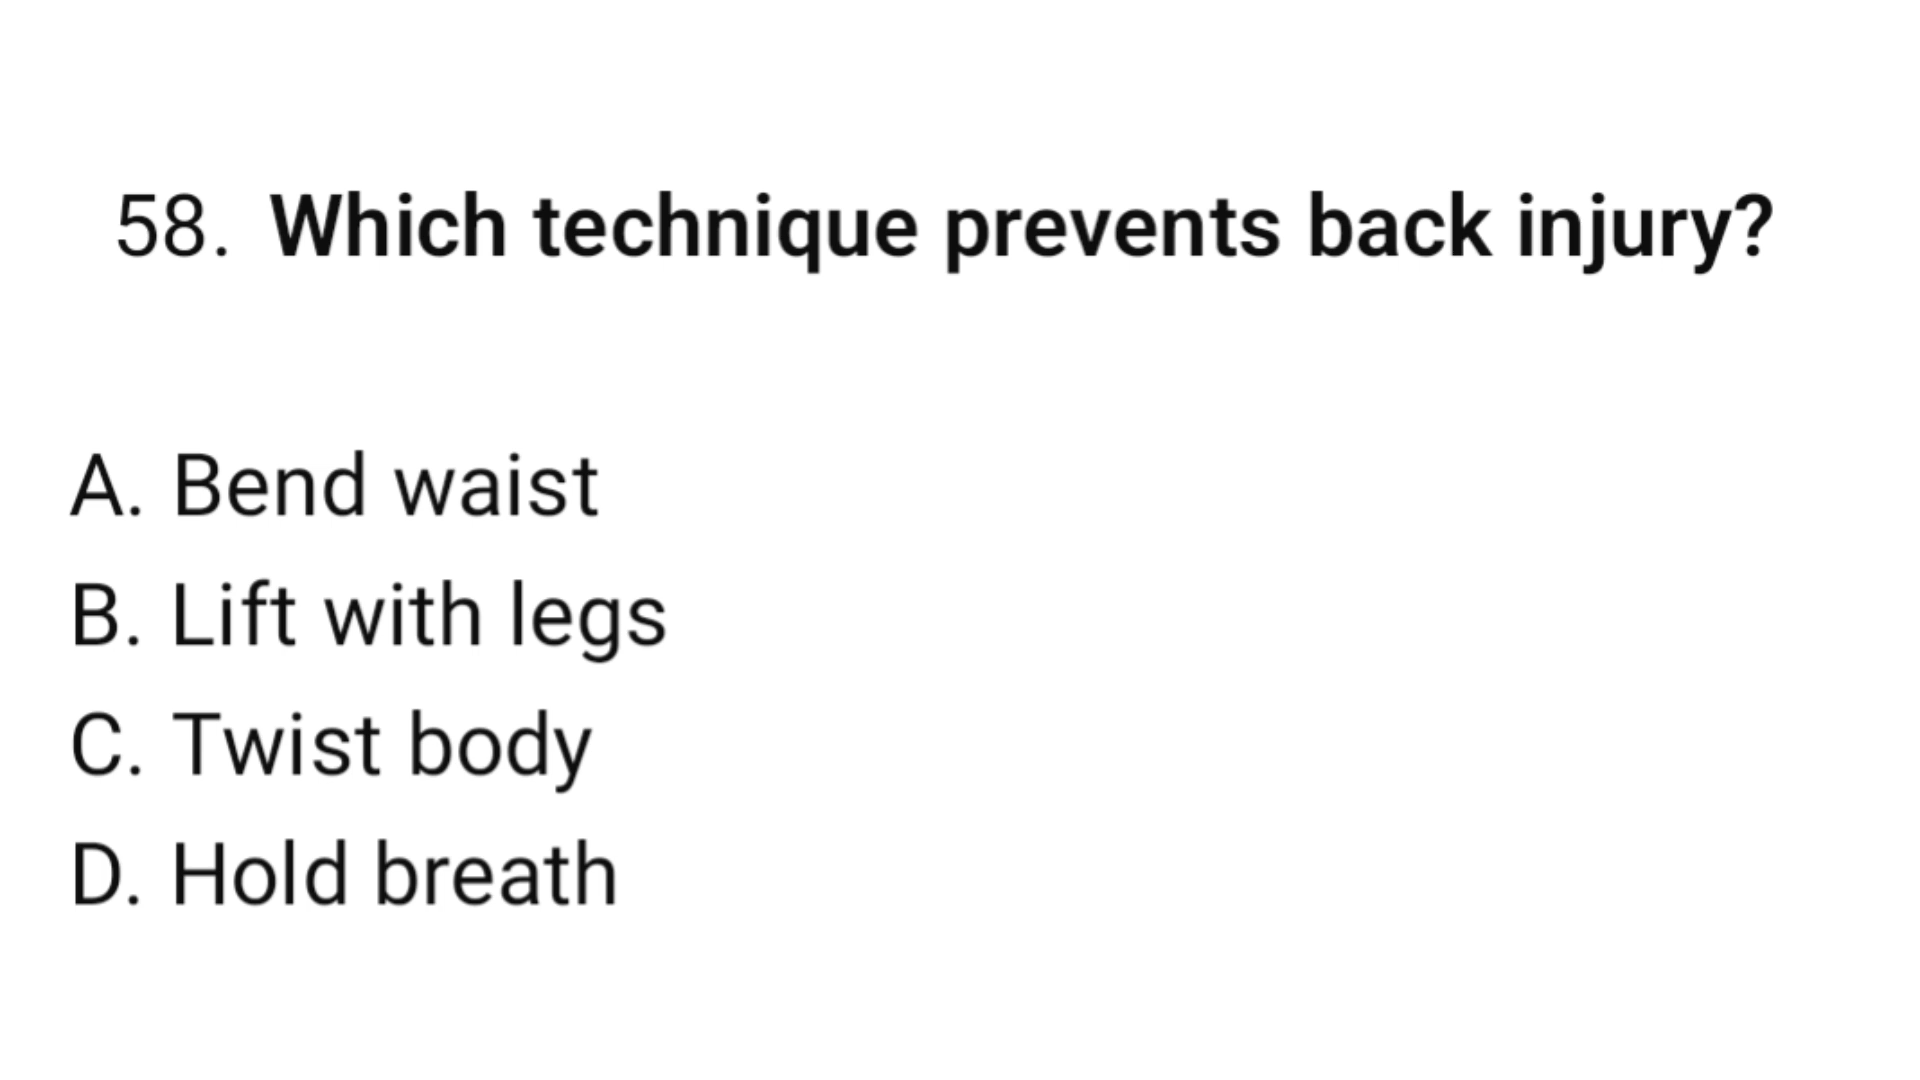 58. Which technique prevents back injury?
A. Bend waist
B. Lift with legs
C. Twist body
D. Hold breath